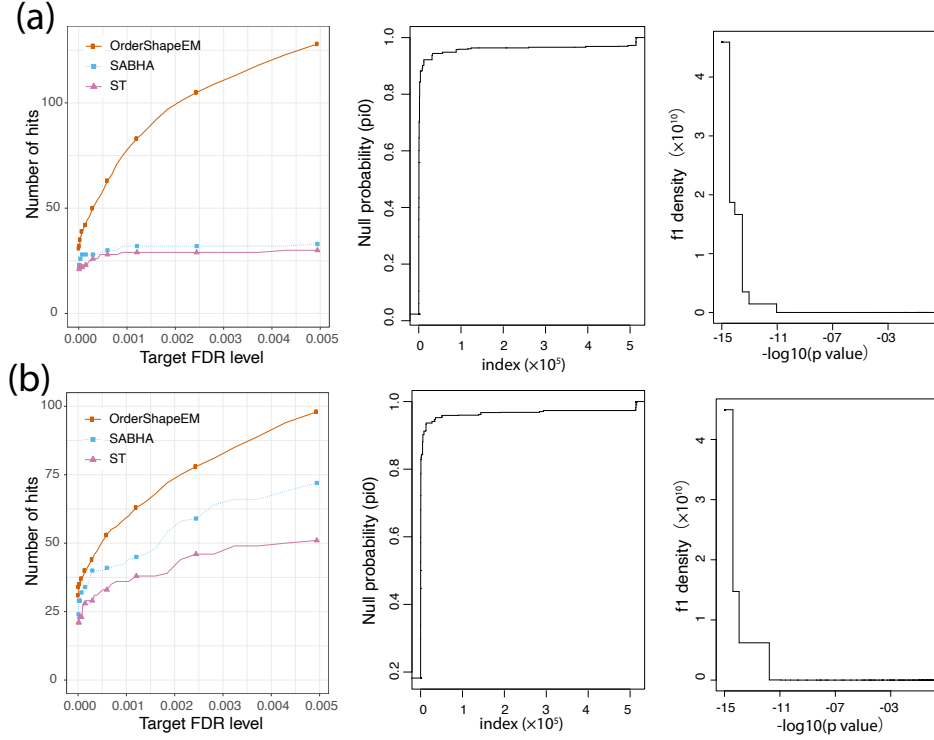 (a)
OrderShapeEM
SABHA
ST
Number of hits
0
50
100
0.000 0.001 0.002 0.003 0.004 0.005
Target FDR level
Null probability (pi0)
0.0 0.2 0.4 0.6 0.8 1.0
0 1 2 3 4 5
index (×10⁵)
f1 density (×10¹⁰)
0 1 2 3 4
-15 -11 -07 -03
-log10(p value)
(b)
OrderShapeEM
SABHA
ST
Number of hits
0
25
50
75
100
0.000 0.001 0.002 0.003 0.004 0.005
Target FDR level
Null probability (pi0)
0.2 0.4 0.6 0.8 1.0
0 1 2 3 4 5
index (×10⁵)
f1 density (×10¹⁰)
0 1 2 3 4
-15 -11 -07 -03
-log10(p value)